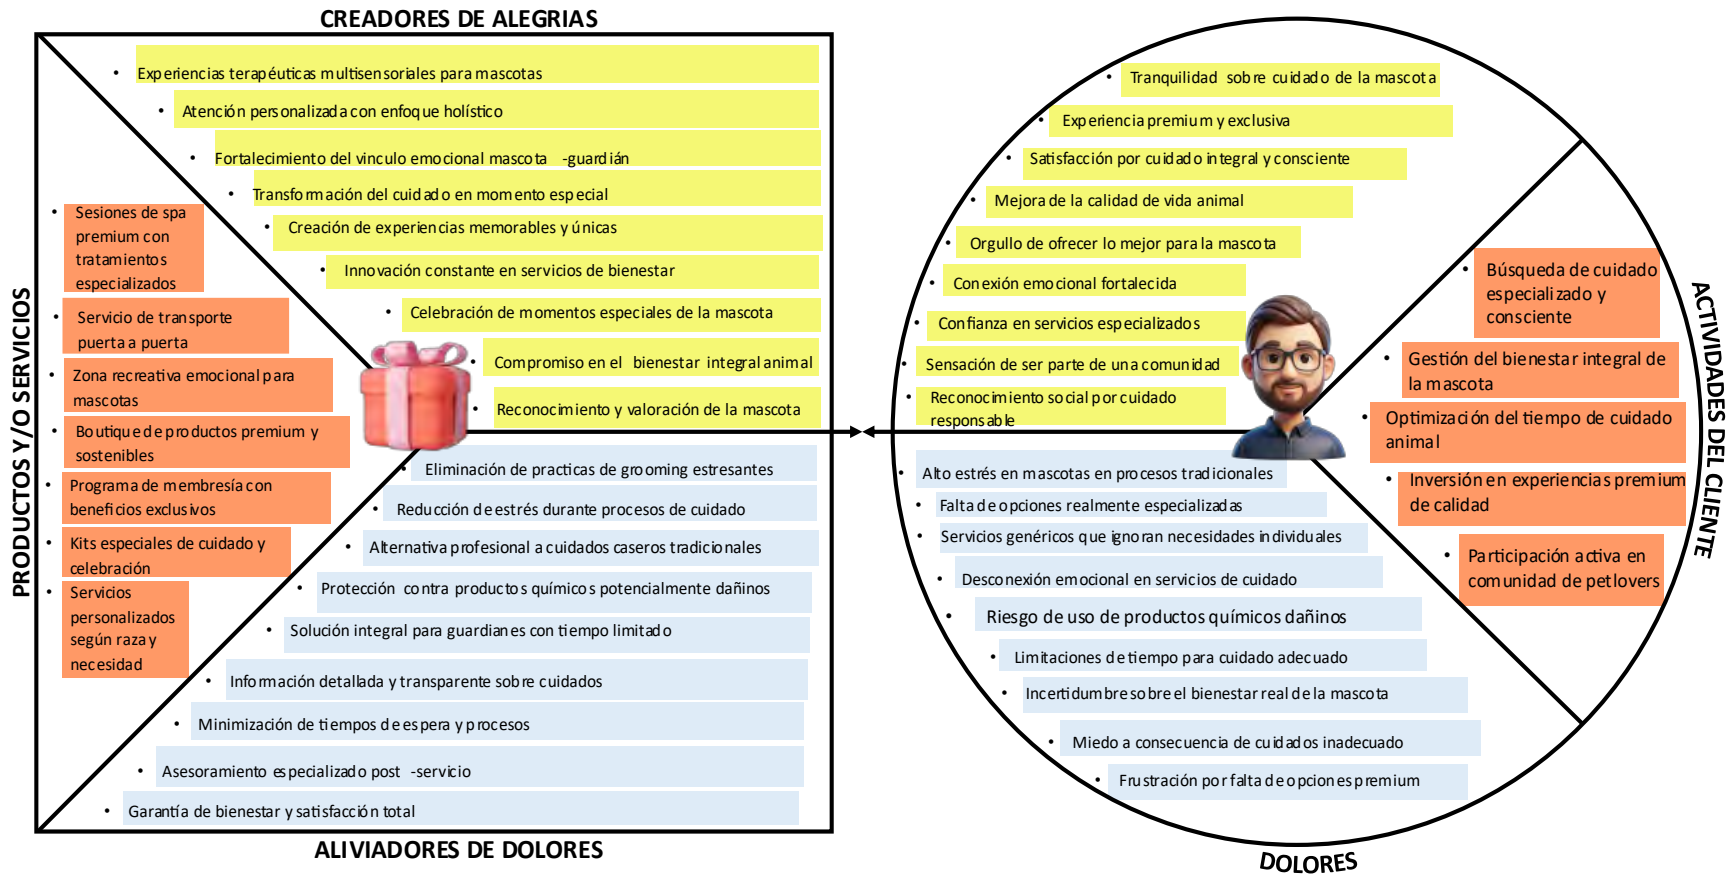 CREADORES DE ALEGRIAS
Experiencias terapéuticas multisensoriales para mascotas
Atención personalizada con enfoque holístico
Fortalecimiento del vinculo emocional mascota -guardián
Transformación del cuidado en momento especial
Creación de experiencias memorables y únicas
Innovación constante en servicios de bienestar
Celebración de momentos especiales de la mascota
Compromiso en el bienestar integral animal
Reconocimiento y valoración de la mascota
PRODUCTOS Y/O SERVICIOS
Sesiones de spa
premium con
tratamientos
especializados
Servicio de transporte
puerta a puerta
Zona recreativa emocional para
mascotas
Boutique de productos premium y
sostenibles
Programa de membresía con
beneficios exclusivos
Kits especiales de cuidado y
celebración
Servicios
personalizados
según raza y
necesidad
Eliminación de practicas de grooming estresantes
Reducción de estrés durante procesos de cuidado
Alternativa profesional a cuidados caseros tradicionales
Protección contra productos químicos potencialmente dañinos
Solución integral para guardianes con tiempo limitado
Información detallada y transparente sobre cuidados
Minimización de tiempos de espera y procesos
Asesoramiento especializado post -servicio
Garantía de bienestar y satisfacción total
ALIVIADORES DE DOLORES
Tranquilidad sobre cuidado de la mascota
Experiencia premium y exclusiva
Satisfacción por cuidado integral y consciente
Mejora de la calidad de vida animal
Orgullo de ofrecer lo mejor para la mascota
Conexión emocional fortalecida
Confianza en servicios especializados
Sensación de ser parte de una comunidad
Reconocimiento social por cuidado
responsable
Alto estrés en mascotas en procesos tradicionales
Falta de opciones realmente especializadas
Servicios genéricos que ignoran necesidades individuales
Desconexión emocional en servicios de cuidado
Riesgo de uso de productos químicos dañinos
Limitaciones de tiempo para cuidado adecuado
Incertidumbre sobre el bienestar real de la mascota
Miedo a consecuencia de cuidados inadecuado
Frustración por falta de opciones premium
DOLORES
Búsqueda de cuidado
especializado y
consciente
Gestión del bienestar integral de
la mascota
Optimización del tiempo de cuidado
animal
Inversión en experiencias premium
de calidad
Participación activa en
comunidad de petlovers
ACTIVIDADES DEL CLIENTE